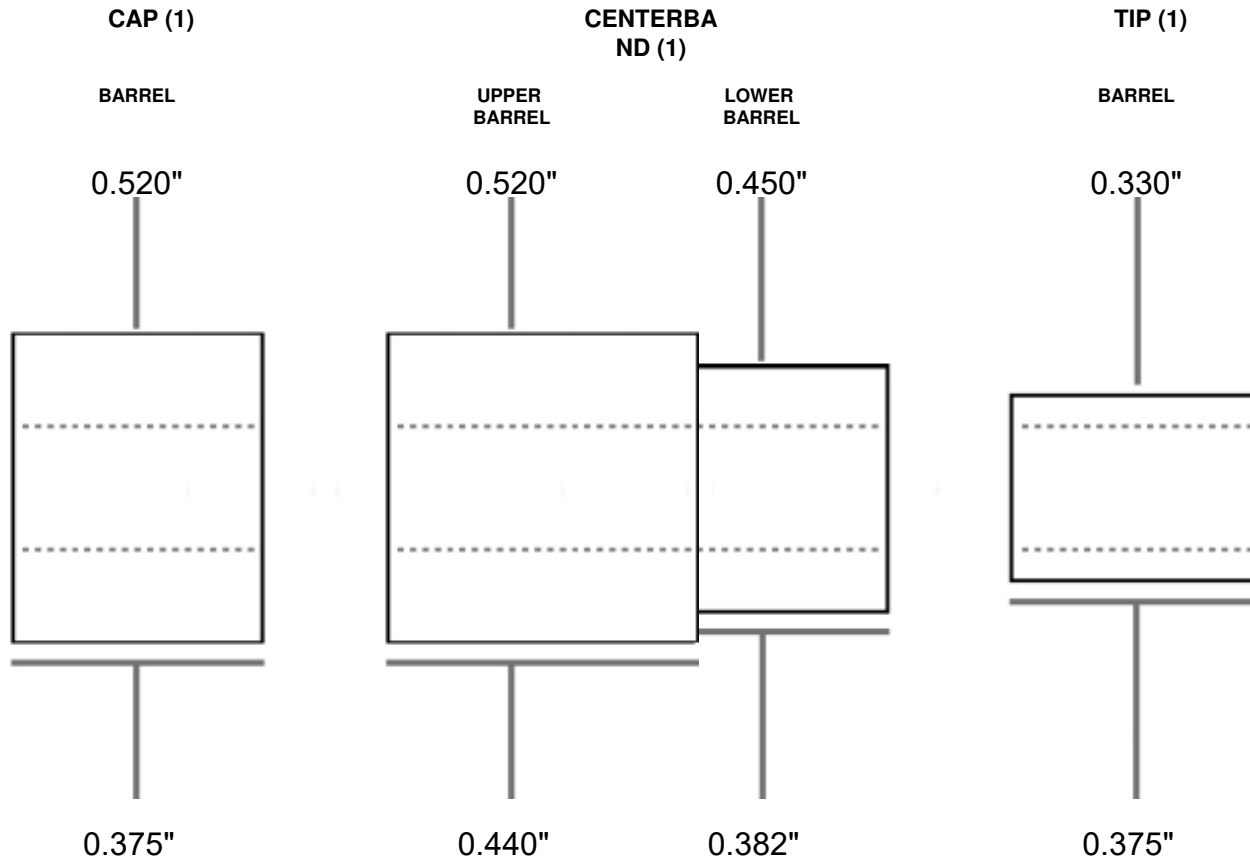 CAP (1)
CENTERBA
ND (1)
TIP (1)
BARREL
UPPER
BARREL
LOWER
BARREL
BARREL
0.520"
0.520"
0.450"
0.330"
0.375"
0.440"
0.382"
0.375"